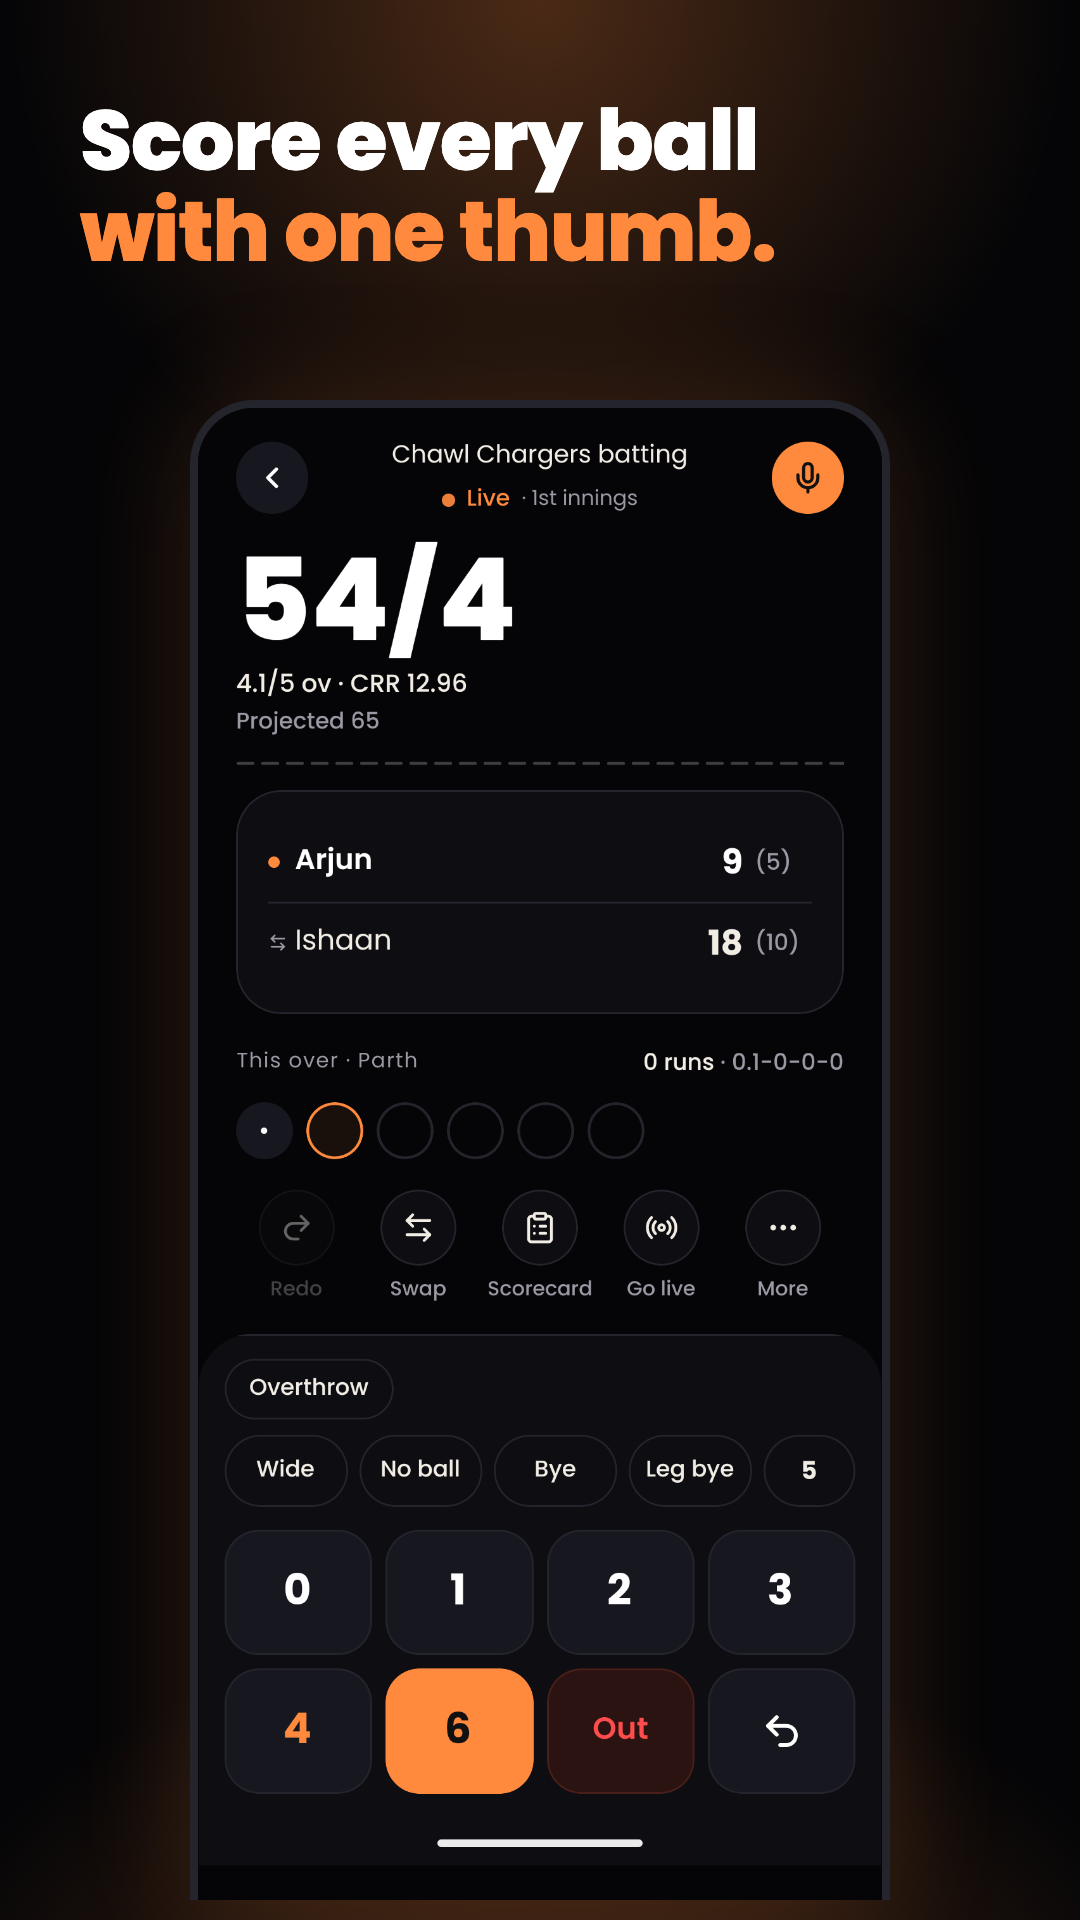 Score every ball
with one thumb.
Chawl Chargers batting
Live · 1st innings
54/4
4.1/5 ov · CRR 12.96
Projected 65
Arjun 9 (5)
Ishaan 18 (10)
This over · Parth 0 runs · 0.1-0-0-0
Redo Swap Scorecard Go live More
Overthrow
Wide No ball Bye Leg bye 5
0 1 2 3
4 6 Out